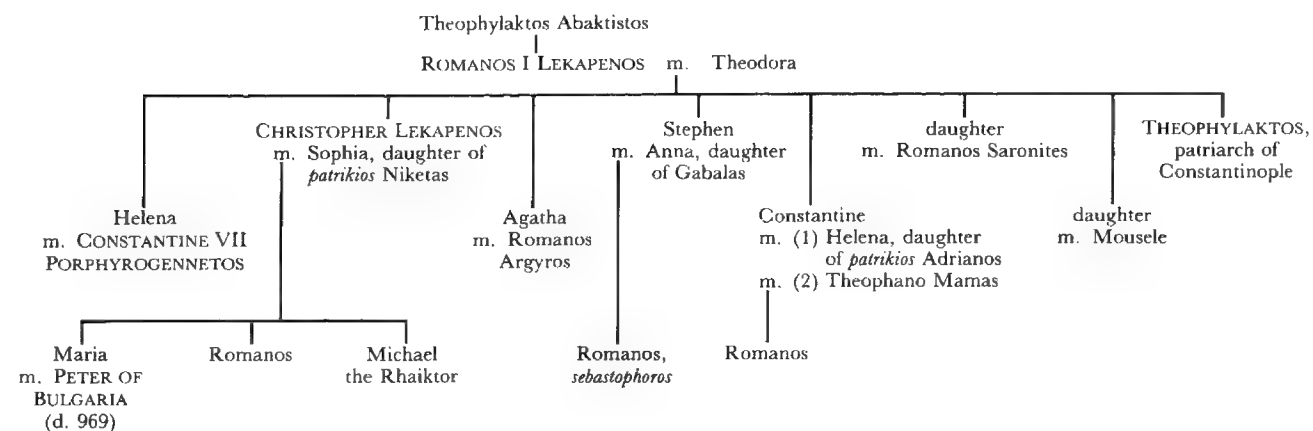 Theophylaktos Abaktistos
ROMANOS I LEKAPENOS m. Theodora
Helena
m. CONSTANTINE VII
PORPHYROGENNETOS
CHRISTOPHER LEKAPENOS
m. Sophia, daughter of
patrikios Niketas
Agatha
m. Romanos
Argyros
Stephen
m. Anna, daughter
of Gabalas
Constantine
m. (1) Helena, daughter
of patrikios Adrianos
m. (2) Theophano Mamas
daughter
m. Romanos Saronites
daughter
m. Mousele
THEOPHYLAKTOS,
patriarch of
Constantinople
Maria
m. PETER OF
BULGARIA
(d. 969)
Romanos
Michael
the Rhaiktor
Romanos,
sebastophoros
Romanos